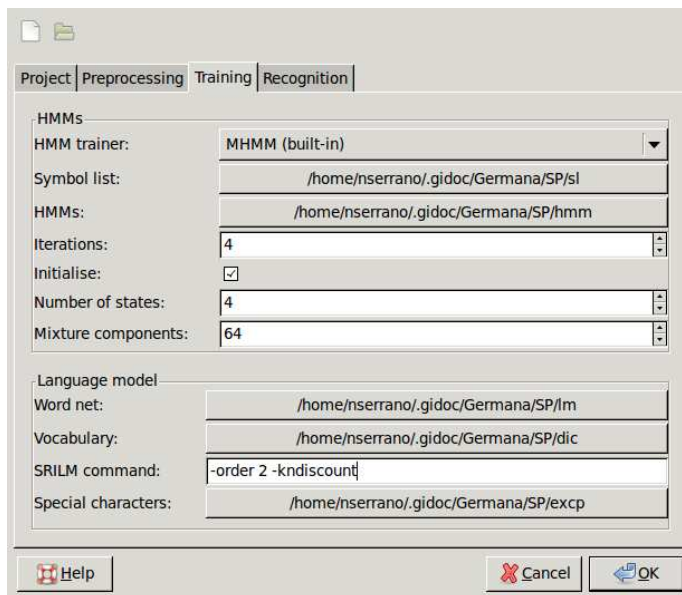 Project Preprocessing Training Recognition
HMMs
HMM trainer: MHMM (built-in)
Symbol list: /home/nserrano/.gidoc/Germana/SP/sl
HMMs: /home/nserrano/.gidoc/Germana/SP/hmm
Iterations: 4
Initialise:
Number of states: 4
Mixture components: 64
Language model
Word net: /home/nserrano/.gidoc/Germana/SP/lm
Vocabulary: /home/nserrano/.gidoc/Germana/SP/dic
SRILM command: -order 2 -kndiscount
Special characters: /home/nserrano/.gidoc/Germana/SP/excp
Help Cancel OK